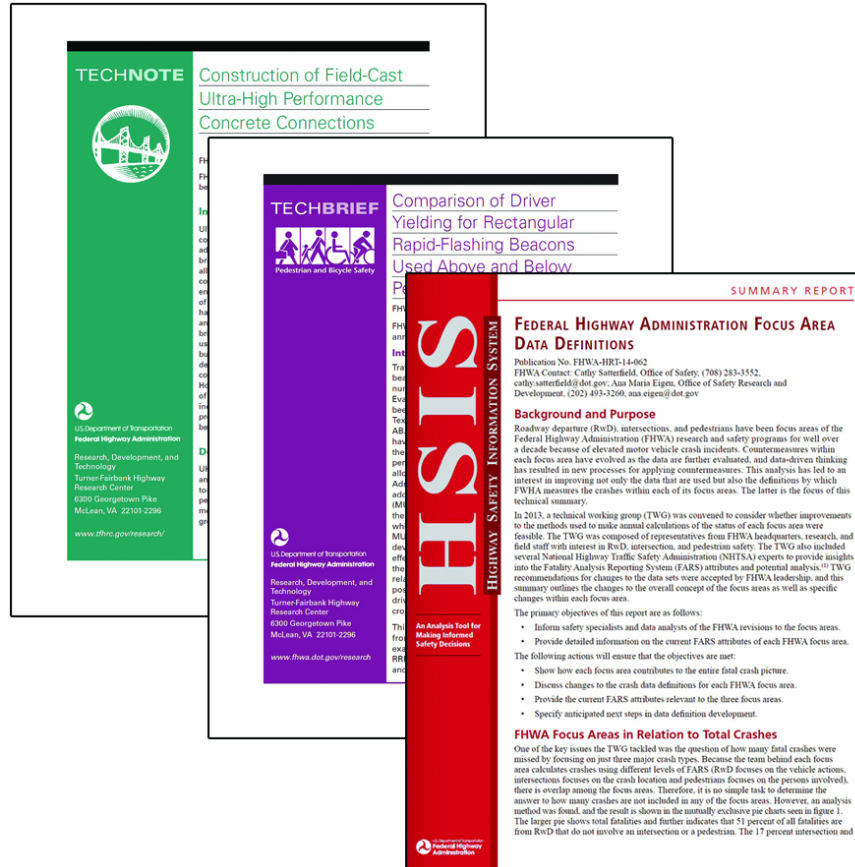 TECHNOTE
Construction of Field-Cast
Ultra-High Performance
Concrete Connections
U.S. Department of Transportation
Federal Highway Administration
Research, Development, and
Technology
Turner-Fairbank Highway
Research Center
6300 Georgetown Pike
McLean, VA 22101-2296
www.tfhrc.gov/research/
TECHBRIEF
Pedestrian and Bicycle Safety
Comparison of Driver
Yielding for Rectangular
Rapid-Flashing Beacons
Used Above and Below
U.S. Department of Transportation
Federal Highway Administration
Research, Development, and
Technology
Turner-Fairbank Highway
Research Center
6300 Georgetown Pike
McLean, VA 22101-2296
www.fhwa.dot.gov/research
HSIS
HIGHWAY SAFETY INFORMATION SYSTEM
An Analysis Tool for
Making Informed
Safety Decisions
U.S. Department of Transportation
Federal Highway
Administration
SUMMARY REPORT
FEDERAL HIGHWAY ADMINISTRATION FOCUS AREA
DATA DEFINITIONS
Publication No. FHWA-HRT-14-062
FHWA Contact: Cathy Satterfield, Office of Safety, (708) 283-3552,
cathy.satterfield@dot.gov; Ana Maria Eigen, Office of Safety Research and
Development, (202) 493-3260, ana.eigen@dot.gov
Background and Purpose
Roadway departure (RwD), intersections, and pedestrians have been focus areas of the
Federal Highway Administration (FHWA) research and safety programs for well over
a decade because of elevated motor vehicle crash incidents. Countermeasures within
each focus area have evolved as the data are further evaluated, and data-driven thinking
has resulted in new processes for applying countermeasures. This analysis has led to an
interest in improving not only the data that are used but also the definitions by which
FWHA measures the crashes within each of its focus areas. The latter is the focus of this
technical summary.
In 2013, a technical working group (TWG) was convened to consider whether improvements
to the methods used to make annual calculations of the status of each focus area were
feasible. The TWG was composed of representatives from FHWA headquarters, research, and
field staff with interest in RwD, intersection, and pedestrian safety. The TWG also included
several National Highway Traffic Safety Administration (NHTSA) experts to provide insights
into the Fatality Analysis Reporting System (FARS) attributes and potential analysis.(1) TWG
recommendations for changes to the data sets were accepted by FHWA leadership, and this
summary outlines the changes to the overall concept of the focus areas as well as specific
changes within each focus area.
The primary objectives of this report are as follows:
• Inform safety specialists and data analysts of the FHWA revisions to the focus areas.
• Provide detailed information on the current FARS attributes of each FHWA focus area.
The following actions will ensure that the objectives are met:
• Show how each focus area contributes to the entire fatal crash picture.
• Discuss changes to the crash data definitions for each FHWA focus area.
• Provide the current FARS attributes relevant to the three focus areas.
• Specify anticipated next steps in data definition development.
FHWA Focus Areas in Relation to Total Crashes
One of the key issues the TWG tackled was the question of how many fatal crashes were
missed by focusing on just three major crash types. Because the team behind each focus
area calculates crashes using different levels of FARS (RwD focuses on the vehicle actions,
intersections focuses on the crash location and pedestrians focuses on the persons involved),
there is overlap among the focus areas. Therefore, it is no simple task to determine the
answer to how many crashes are not included in any of the focus areas. However, an analysis
method was found, and the result is shown in the mutually exclusive pie charts seen in figure 1.
The larger pie shows total fatalities and further indicates that 51 percent of all fatalities are
from RwD that do not involve an intersection or a pedestrian. The 17 percent intersection and